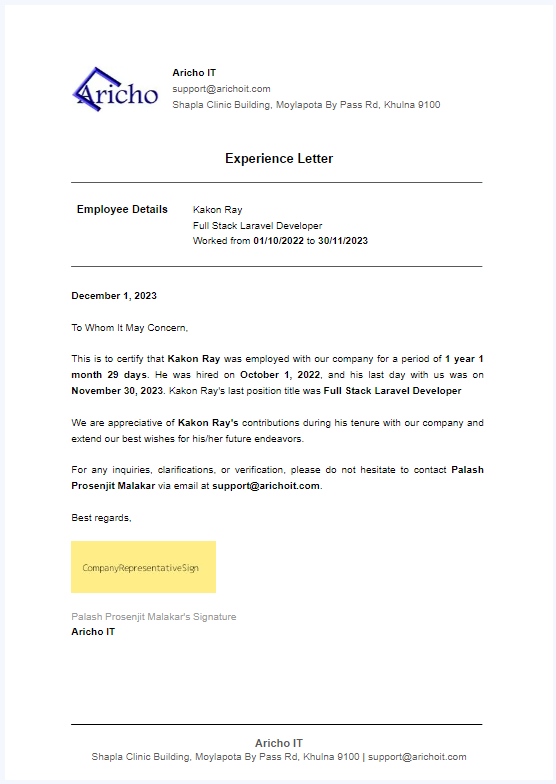 Aricho
Aricho IT
support@arichoit.com
Shapla Clinic Building, Moylapota By Pass Rd, Khulna 9100
Experience Letter
Employee Details
Kakon Ray
Full Stack Laravel Developer
Worked from 01/10/2022 to 30/11/2023
December 1, 2023
To Whom It May Concern,
This is to certify that Kakon Ray was employed with our company for a period of 1 year 1
month 29 days. He was hired on October 1, 2022, and his last day with us was on
November 30, 2023. Kakon Ray's last position title was Full Stack Laravel Developer
We are appreciative of Kakon Ray's contributions during his tenure with our company and
extend our best wishes for his/her future endeavors.
For any inquiries, clarifications, or verification, please do not hesitate to contact Palash
Prosenjit Malakar via email at support@arichoit.com.
Best regards,
CompanyRepresentativeSign
Palash Prosenjit Malakar's Signature
Aricho IT
Aricho IT
Shapla Clinic Building, Moylapota By Pass Rd, Khulna 9100 | support@arichoit.com